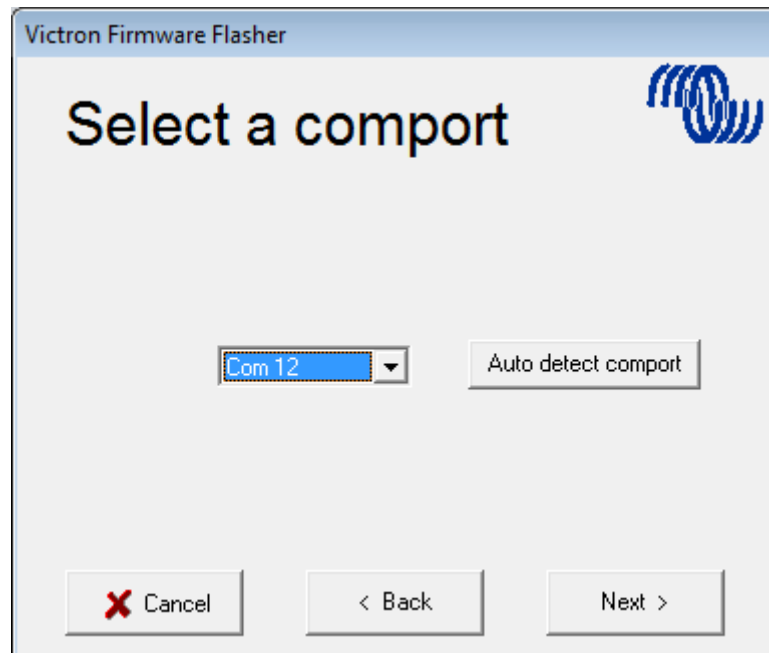 Victron Firmware Flasher
Select a comport
Com 12
Auto detect comport
Cancel
< Back
Next >